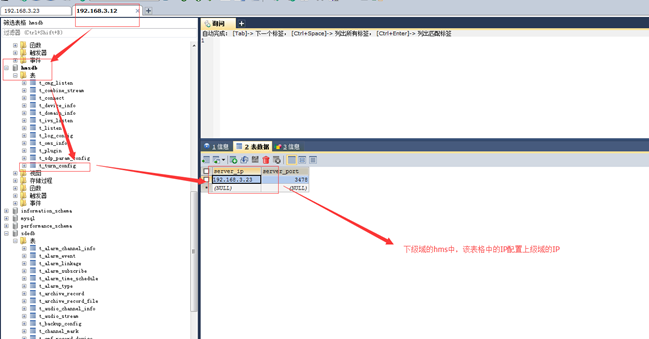 192.168.3.23
192.168.3.12
筛选表格 hmsdb
过滤器 (Ctrl+Shift+B)
函数
触发器
事件
hmsdb
表
t_cmg_listen
t_combine_stream
t_connect
t_device_info
t_domain_info
t_ivs_listen
t_listen
t_log_config
t_oms_info
t_plugin
t_sdp_param_config
t_turn_config
视图
存储过程
函数
触发器
事件
information_schema
mysql
performance_schema
sdedb
表
t_alarm_channel_info
t_alarm_event
t_alarm_linkage
t_alarm_subscribe
t_alarm_time_schedule
t_alarm_type
t_archive_record
t_archive_record_file
t_audio_channel_info
t_audio_stream
t_backup_config
t_channel_mark
询问
自动完成: [Tab]-> 下一个标签, [Ctrl+Space]-> 列出所有标签, [Ctrl+Enter]-> 列出匹配标签
1
1 信息
2 表数据
3 信息
server_ip server_port
192.168.3.23 3478
(NULL) (NULL)
下级域的hms中，该表格中的IP配置上级域的IP